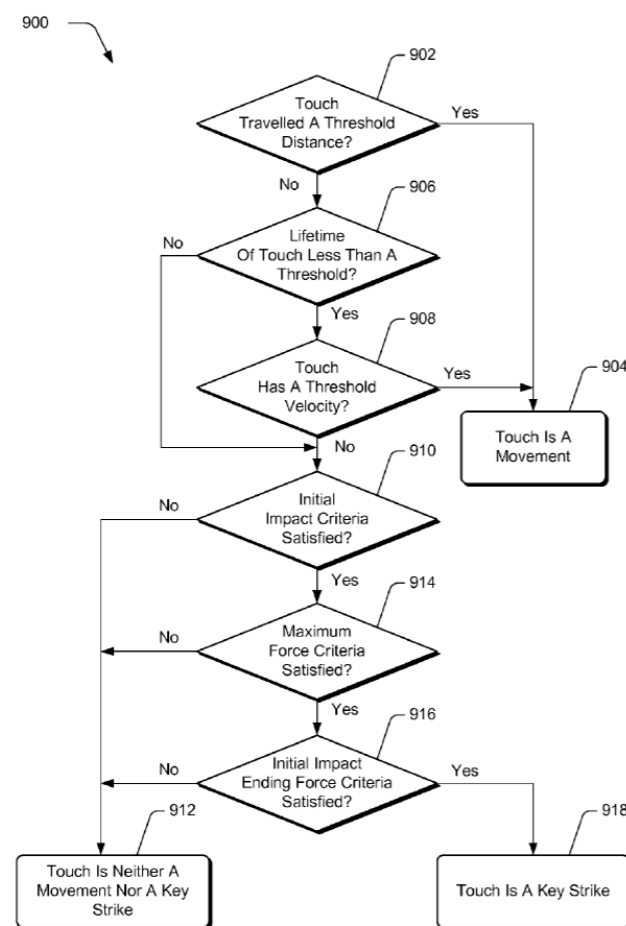 900
902
Touch
Travelled A Threshold
Distance?
Yes
No
906
Lifetime
Of Touch Less Than A
Threshold?
No
Yes
908
Touch
Has A Threshold
Velocity?
Yes
904
Touch Is A
Movement
No
910
Initial
Impact Criteria
Satisfied?
No
Yes
914
Maximum
Force Criteria
Satisfied?
No
Yes
916
Initial Impact
Ending Force Criteria
Satisfied?
No
Yes
912
Touch Is Neither A
Movement Nor A Key
Strike
918
Touch Is A Key Strike